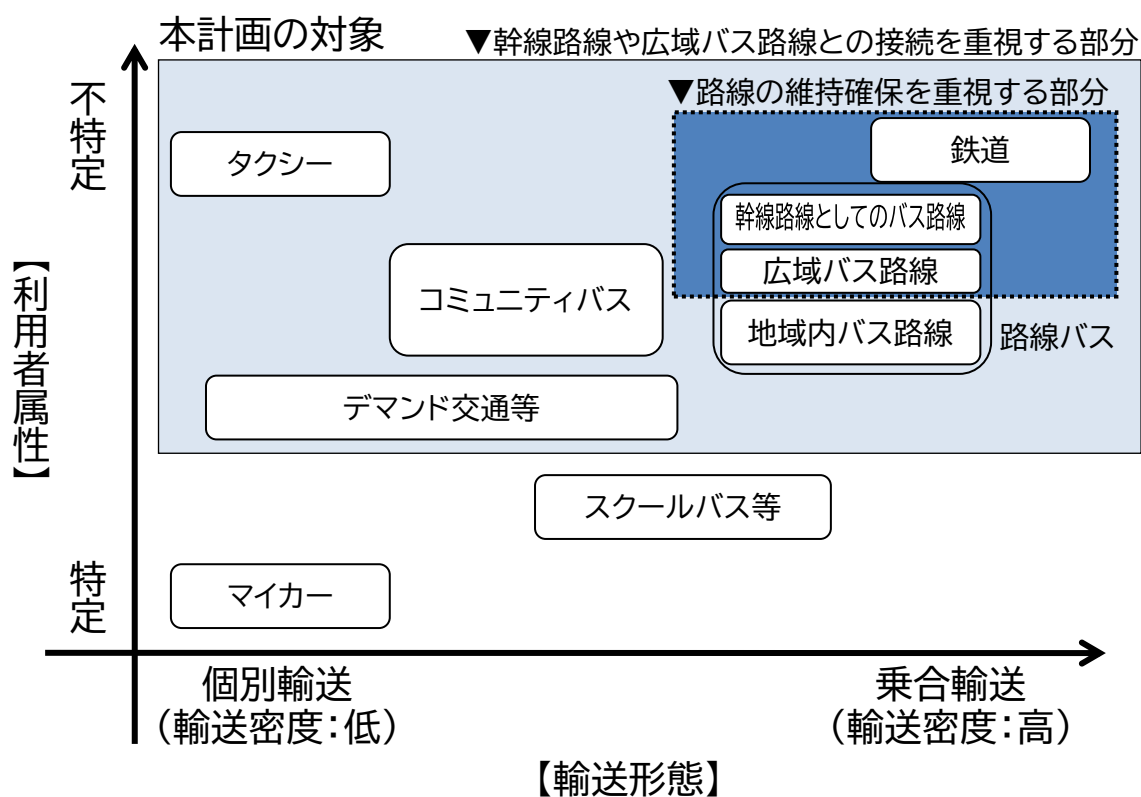 本計画の対象
▼幹線路線や広域バス路線との接続を重視する部分
▼路線の維持確保を重視する部分
不特定
タクシー
鉄道
幹線路線としてのバス路線
広域バス路線
コミュニティバス
地域内バス路線
路線バス
【利用者属性】
デマンド交通等
スクールバス等
特定
マイカー
個別輸送
(輸送密度:低)
乗合輸送
(輸送密度:高)
【輸送形態】